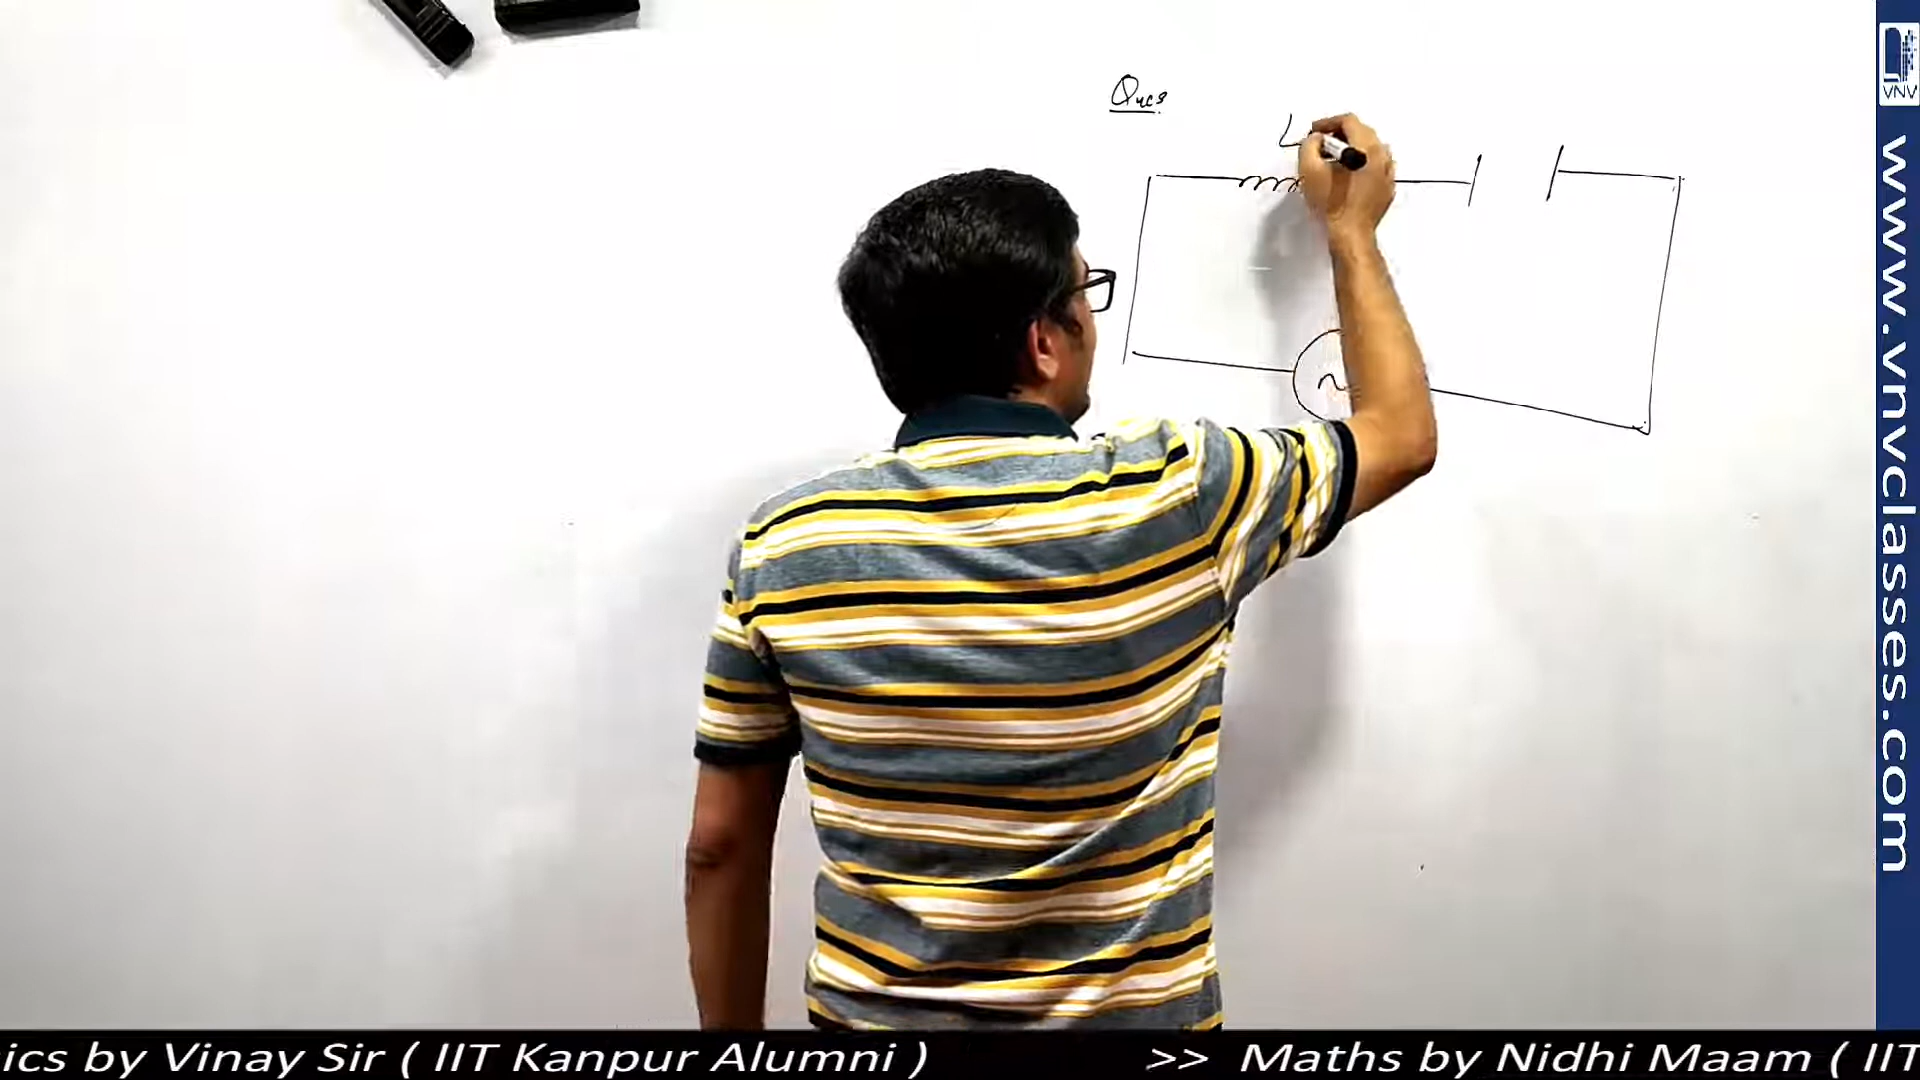 Ques
L
VNV
www.vnvclasses.com
ics by Vinay Sir ( IIT Kanpur Alumni ) >> Maths by Nidhi Maam ( IIT